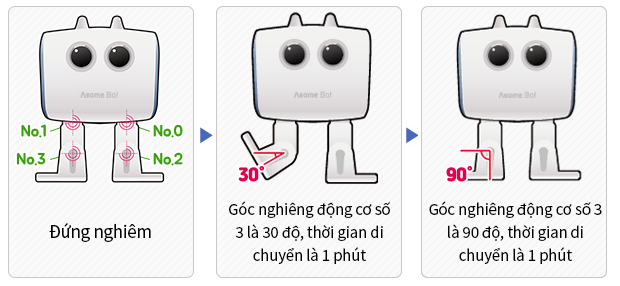 Asome Bot
No.1
No.0
No.3
No.2
Đứng nghiêm
Asome Bot
30°
Góc nghiêng động cơ số
3 là 30 độ, thời gian di
chuyển là 1 phút
Asome Bot
90°
Góc nghiêng động cơ số 3
là 90 độ, thời gian di
chuyển là 1 phút